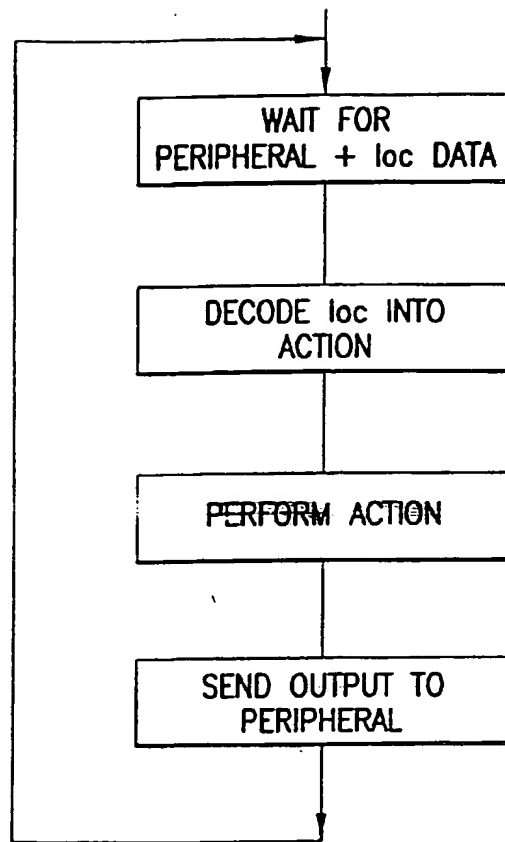 WAIT FOR
PERIPHERAL + loc DATA
DECODE loc INTO
ACTION
PERFORM ACTION
SEND OUTPUT TO
PERIPHERAL